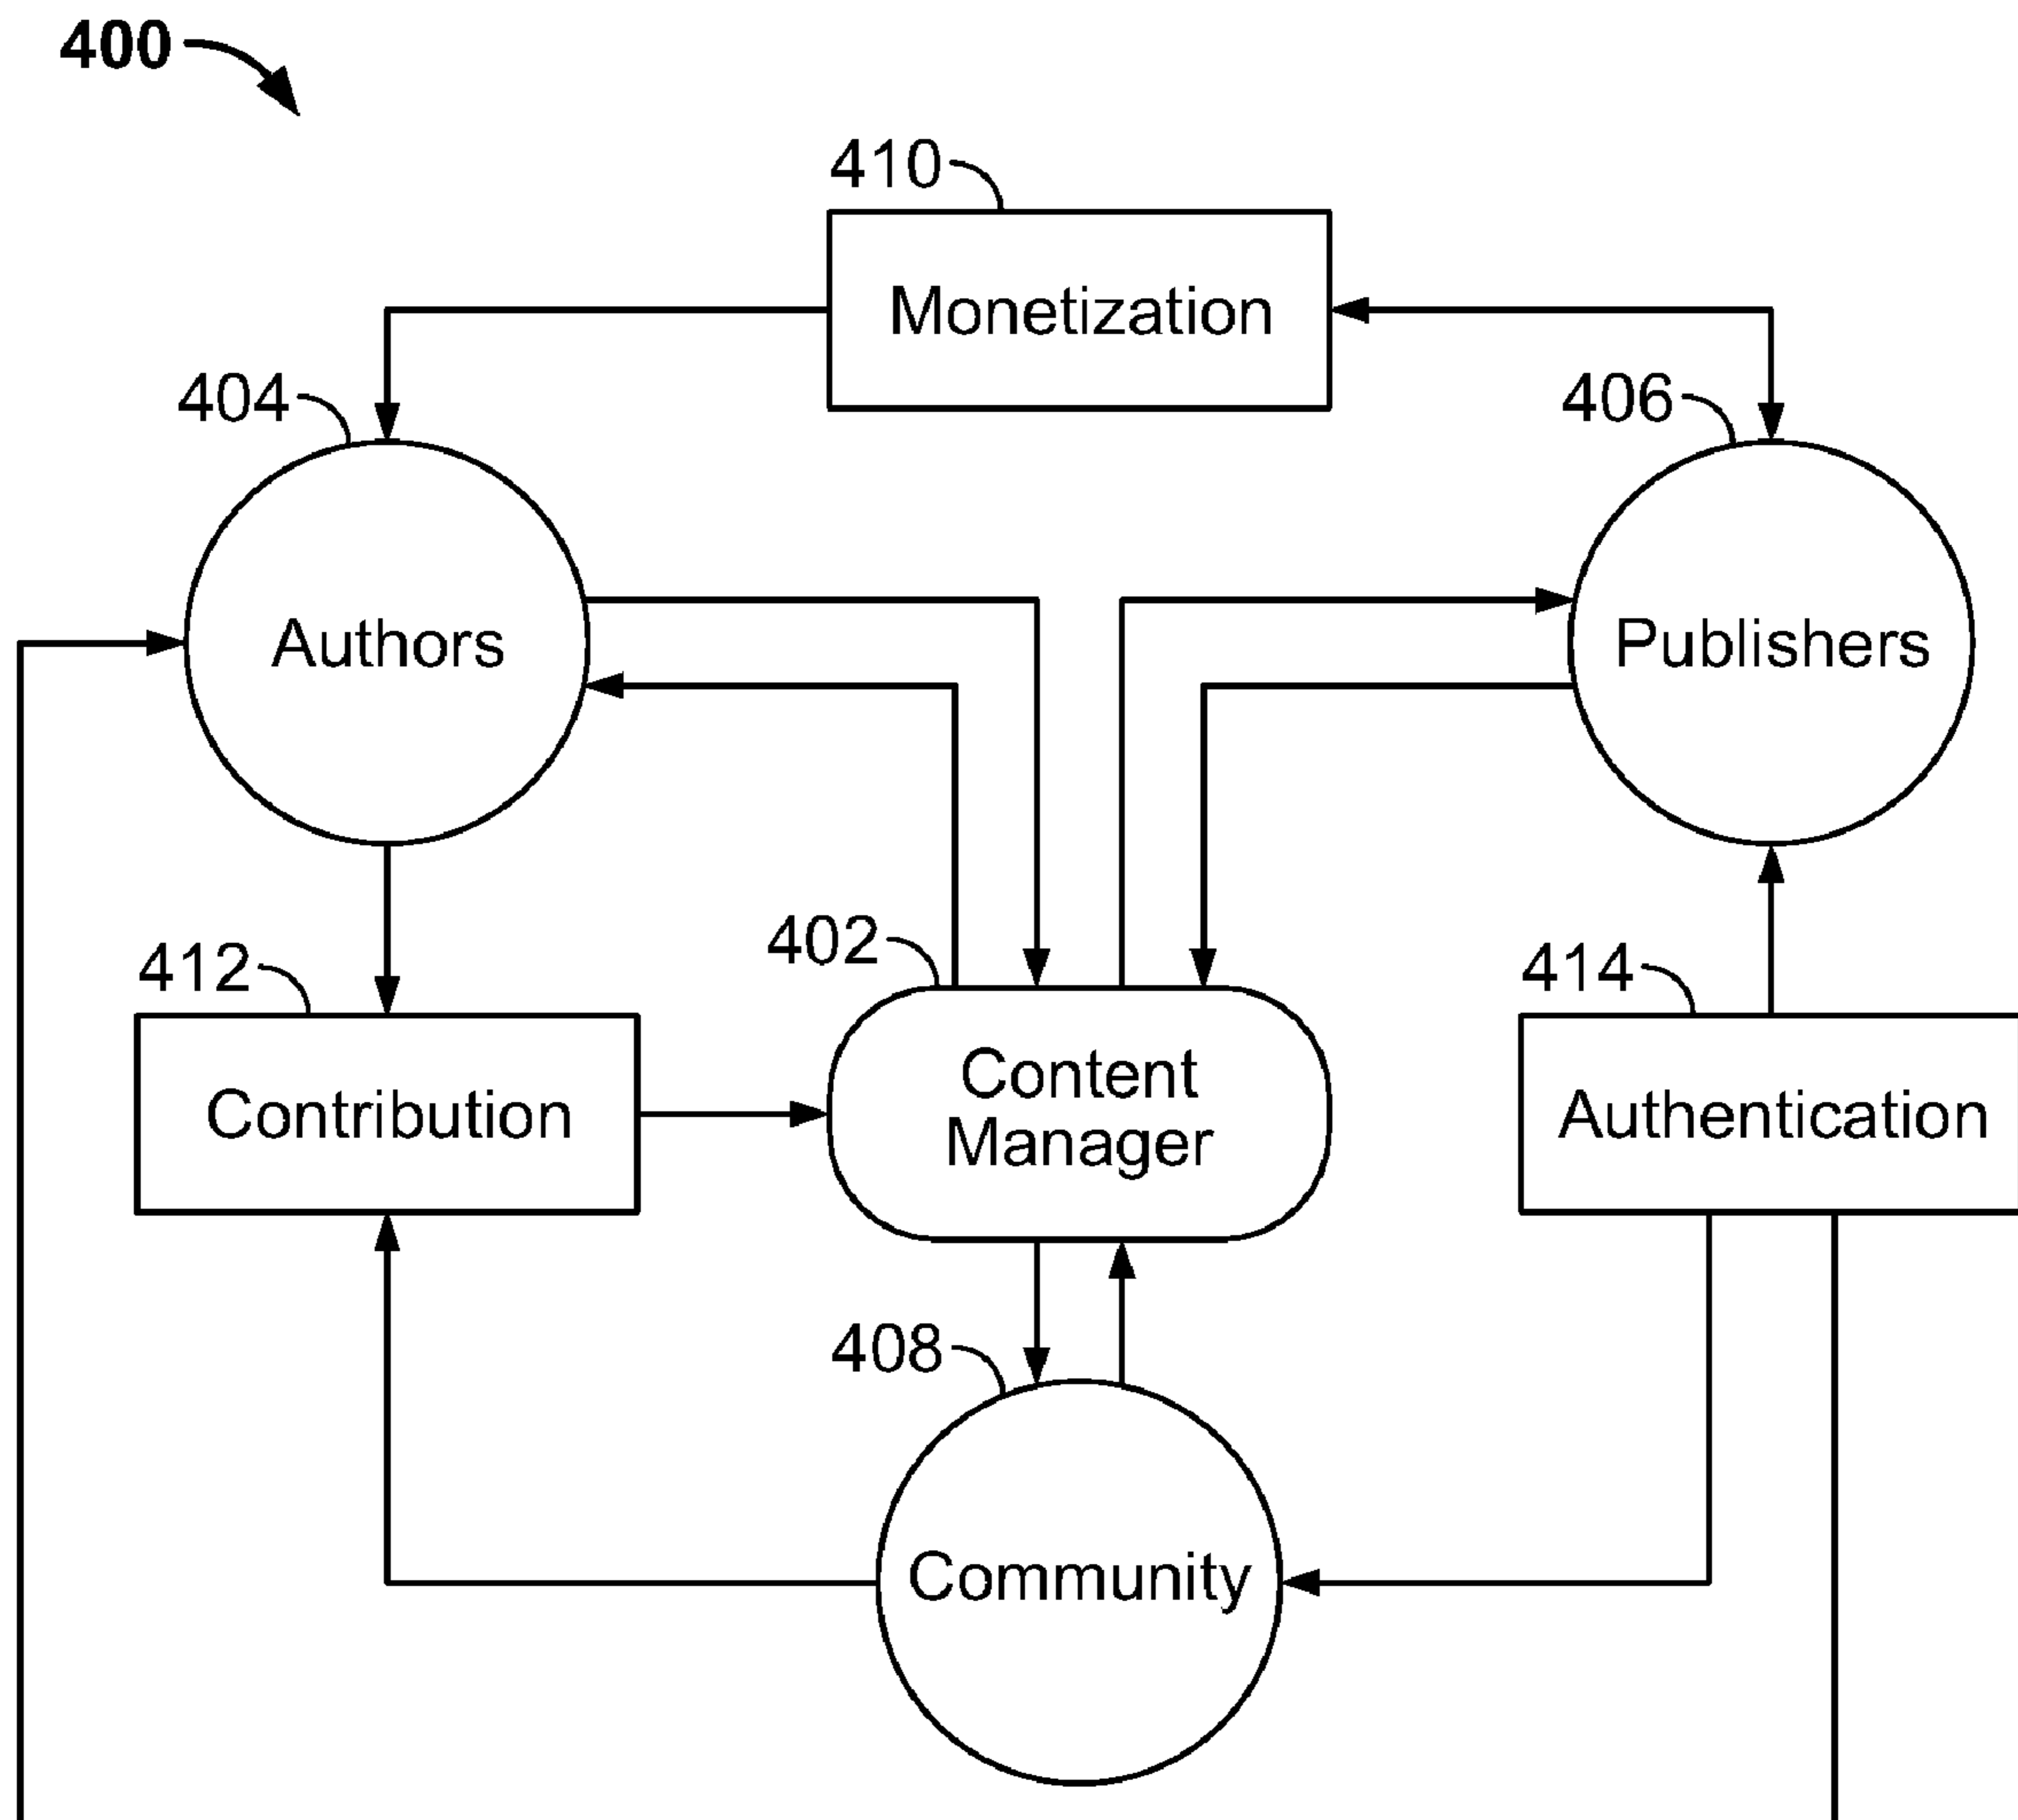 400
410
Monetization
404
406
Authors
Publishers
402
412
414
Content
Manager
Contribution
Authentication
408
Community